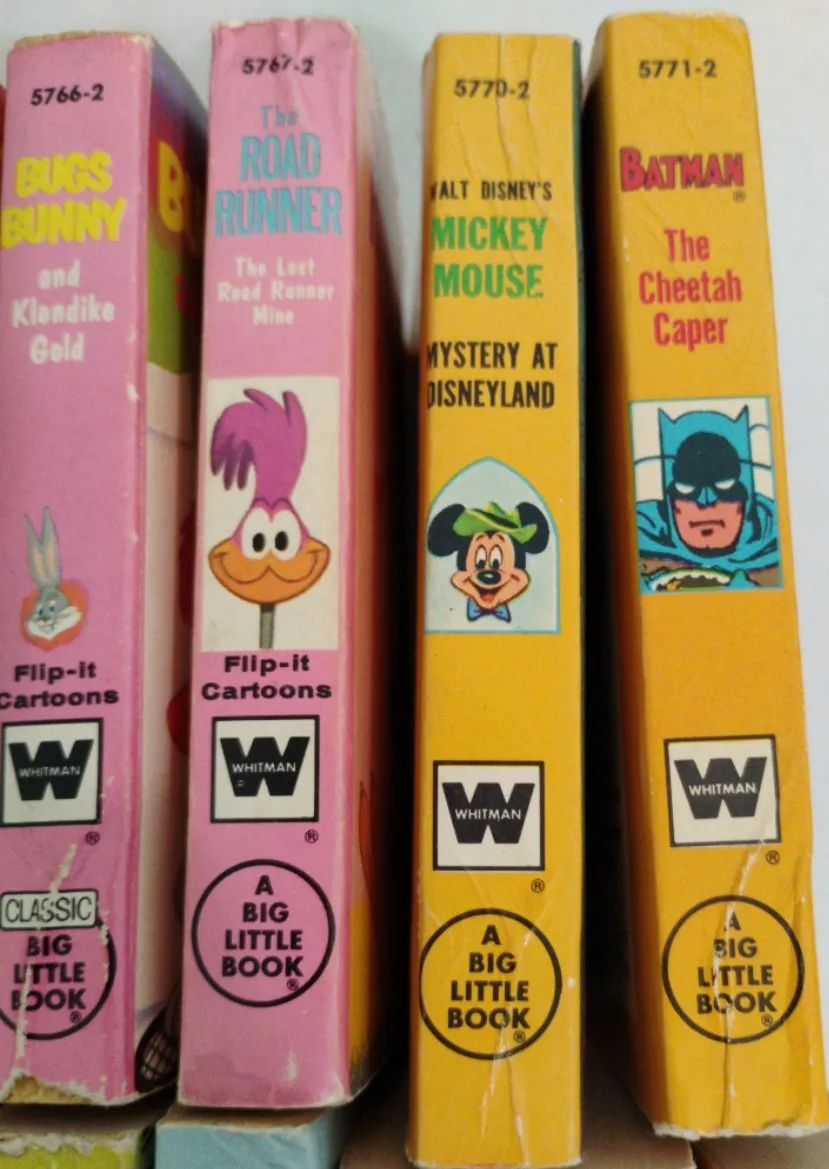 5766-2
BUGS
BUNNY
and
Klondike
Gold
Flip-it
Cartoons
WHITMAN
®
CLASSIC
BIG
LITTLE
BOOK
®
5767-2
The
ROAD
RUNNER
The Lost
Road Runner
Mine
Flip-it
Cartoons
WHITMAN
®
A
BIG
LITTLE
BOOK
®
5770-2
WALT DISNEY'S
MICKEY
MOUSE
MYSTERY AT
DISNEYLAND
WHITMAN
®
A
BIG
LITTLE
BOOK
®
5771-2
BATMAN
®
The
Cheetah
Caper
WHITMAN
®
A
BIG
LITTLE
BOOK
®